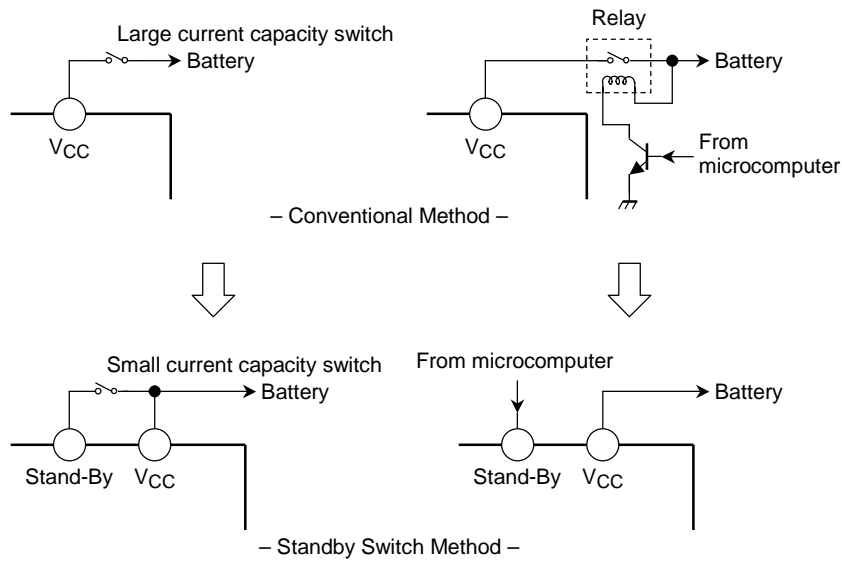 Large current capacity switch
Battery
VCC
Relay
Battery
VCC
From
microcomputer
– Conventional Method –
Small current capacity switch
Battery
Stand-By
VCC
From microcomputer
Battery
Stand-By
VCC
– Standby Switch Method –